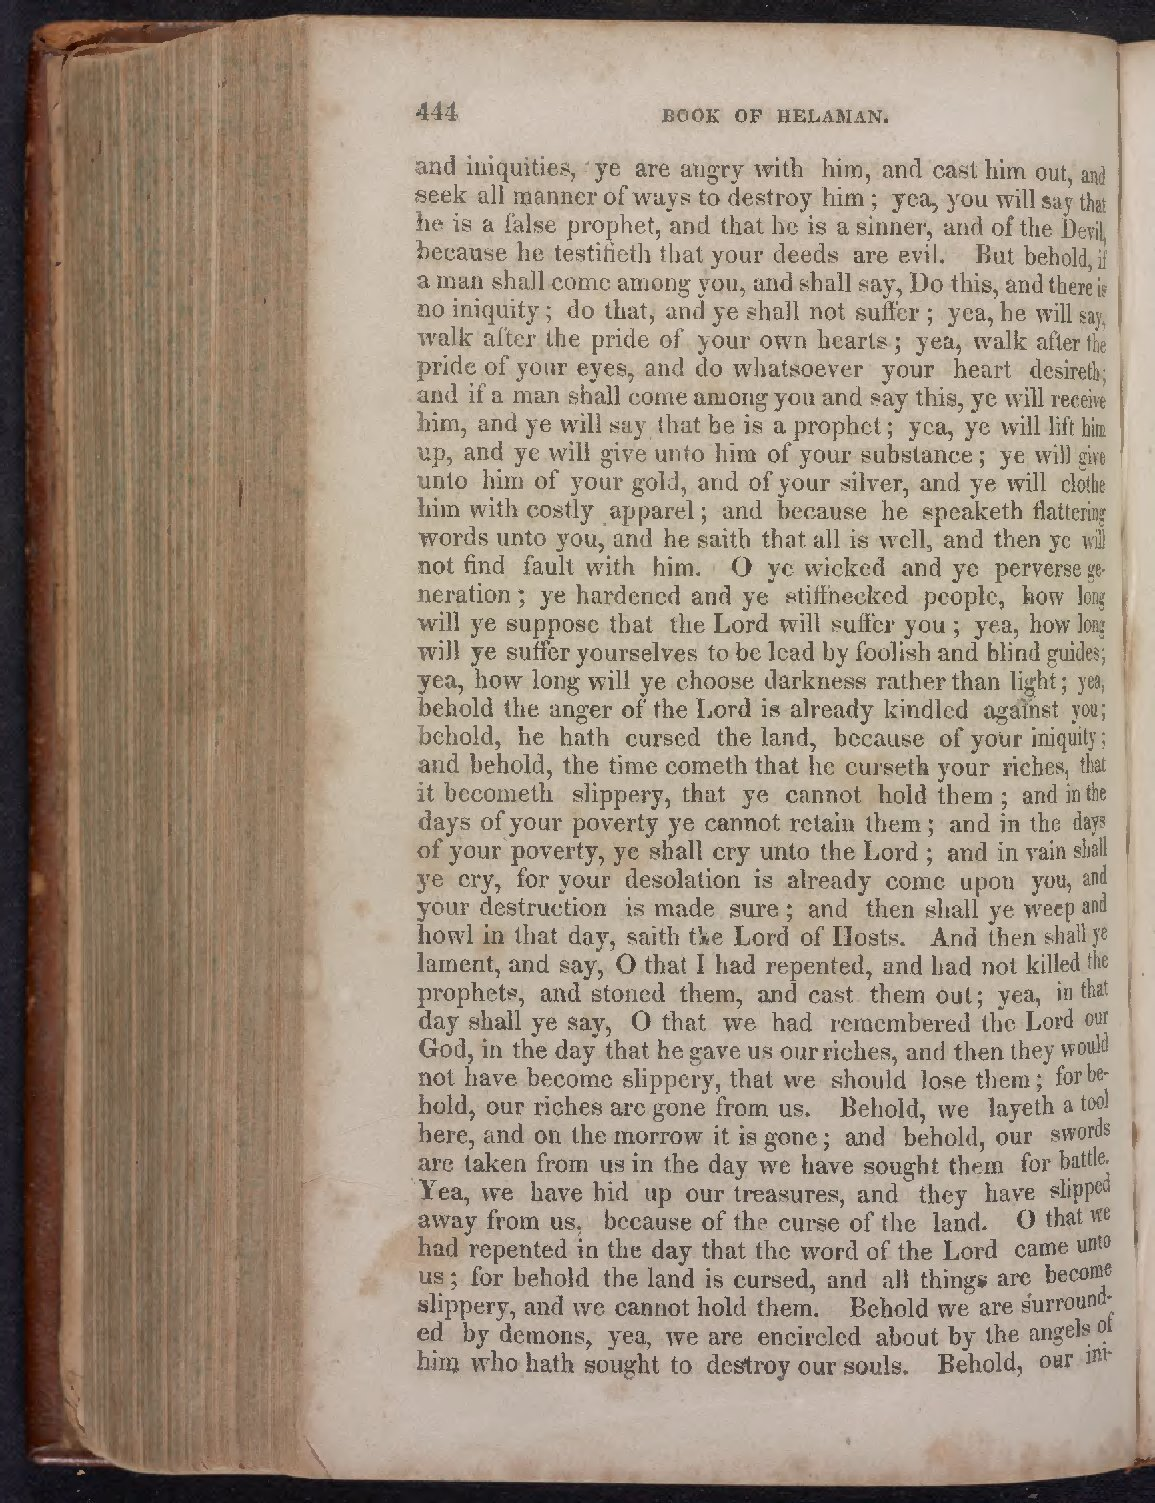 444 BOOK OF HELAMAN.
and iniquities, ye are angry with him, and cast him out, and
seek all manner of ways to destroy him; yea, you will say that
he is a false prophet, and that he is a sinner, and of the Devil,
because he testifieth that your deeds are evil. But behold, if
a man shall come among you, and shall say, Do this, and there is
no iniquity; do that, and ye shall not suffer; yea, he will say,
walk after the pride of your own hearts; yea, walk after the
pride of your eyes, and do whatsoever your heart desireth;
and if a man shall come among you and say this, ye will receive
him, and ye will say that he is a prophet; yea, ye will lift him
up, and ye will give unto him of your substance; ye will give
unto him of your gold, and of your silver, and ye will clothe
him with costly apparel; and because he speaketh flattering
words unto you, and he saith that all is well, and then ye will
not find fault with him. O ye wicked and ye perverse ge-
neration; ye hardened and ye stiffnecked people, how long
will ye suppose that the Lord will suffer you; yea, how long
will ye suffer yourselves to be lead by foolish and blind guides;
yea, how long will ye choose darkness rather than light; yea,
behold the anger of the Lord is already kindled against you;
behold, he hath cursed the land, because of your iniquity;
and behold, the time cometh that he curseth your riches, that
it becometh slippery, that ye cannot hold them; and in the
days of your poverty ye cannot retain them; and in the days
of your poverty, ye shall cry unto the Lord; and in vain shall
ye cry, for your desolation is already come upon you, and
your destruction is made sure; and then shall ye weep and
howl in that day, saith the Lord of Hosts. And then shall ye
lament, and say, O that I had repented, and had not killed the
prophets, and stoned them, and cast them out; yea, in that
day shall ye say, O that we had remembered the Lord our
God, in the day that he gave us our riches, and then they would
not have become slippery, that we should lose them; for be-
hold, our riches are gone from us. Behold, we layeth a tool
here, and on the morrow it is gone; and behold, our swords
are taken from us in the day we have sought them for battle.
Yea, we have hid up our treasures, and they have slipped
away from us, because of the curse of the land. O that we
had repented in the day that the word of the Lord came unto
us; for behold the land is cursed, and all things are become
slippery, and we cannot hold them. Behold we are surround-
ed by demons, yea, we are encircled about by the angels of
him who hath sought to destroy our souls. Behold, our ini-